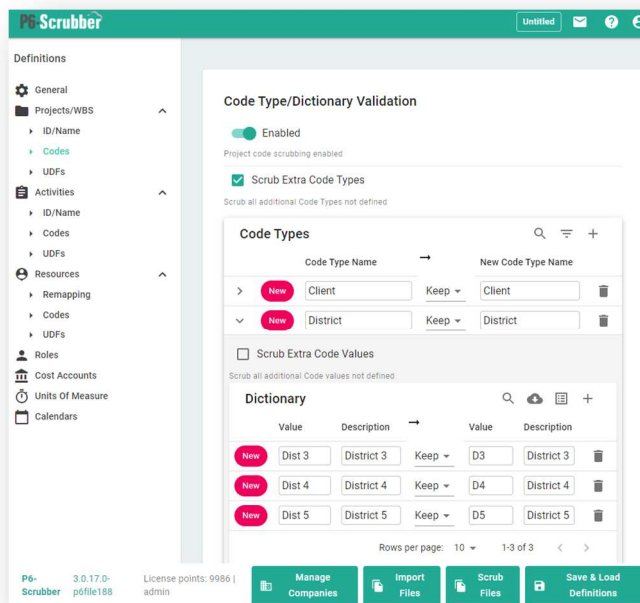 P6-Scrubber
Untitled
Definitions
General
Projects/WBS
ID/Name
Codes
UDFs
Activities
ID/Name
Codes
UDFs
Resources
Remapping
Codes
UDFs
Roles
Cost Accounts
Units Of Measure
Calendars
Code Type/Dictionary Validation
Enabled
Project code scrubbing enabled
Scrub Extra Code Types
Scrub all additional Code Types not defined
Code Types
Code Type Name → New Code Type Name
New Client Keep Client
New District Keep District
Scrub Extra Code Values
Scrub all additional Code values not defined
Dictionary
Value Description → Value Description
New Dist 3 District 3 Keep D3 District 3
New Dist 4 District 4 Keep D4 District 4
New Dist 5 District 5 Keep D5 District 5
Rows per page: 10 1-3 of 3
P6-
Scrubber
3.0.17.0-
p6file188
License points: 9986 |
admin
Manage
Companies
Import
Files
Scrub
Files
Save & Load
Definitions